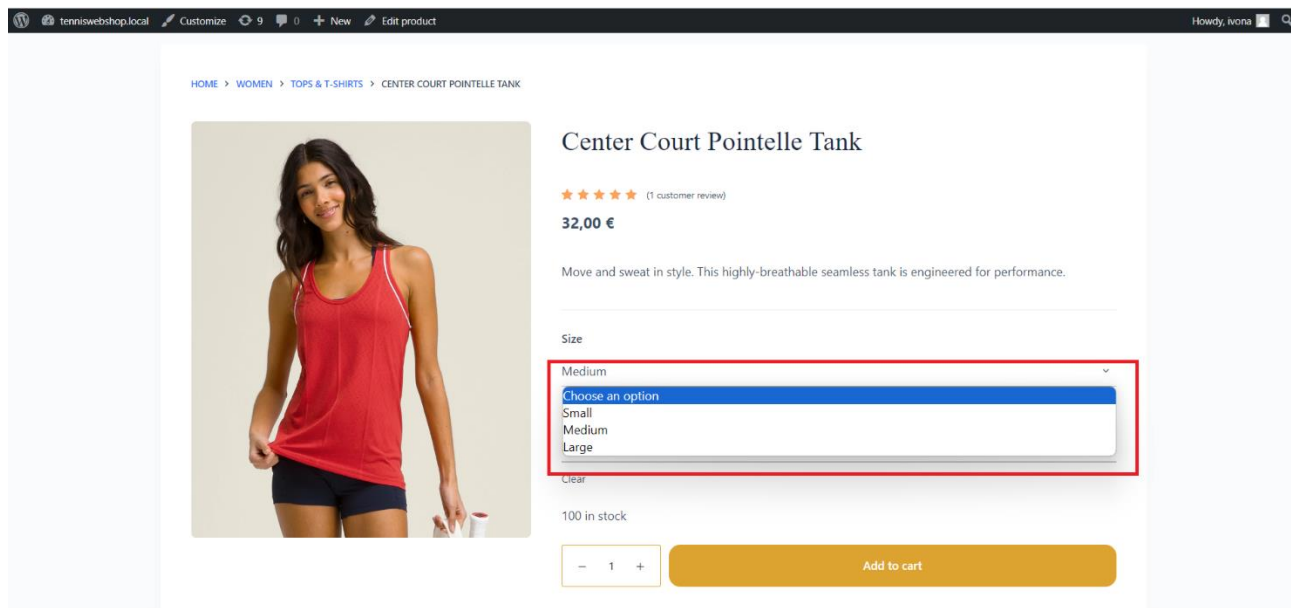 tenniswebshop.local Customize 9 0 New Edit product Howdy, ivona
HOME > WOMEN > TOPS & T-SHIRTS > CENTER COURT POINTELLE TANK
Center Court Pointelle Tank
(1 customer review)
32,00 €
Move and sweat in style. This highly-breathable seamless tank is engineered for performance.
Size
Medium
Choose an option
Small
Medium
Large
Clear
100 in stock
− 1 +
Add to cart